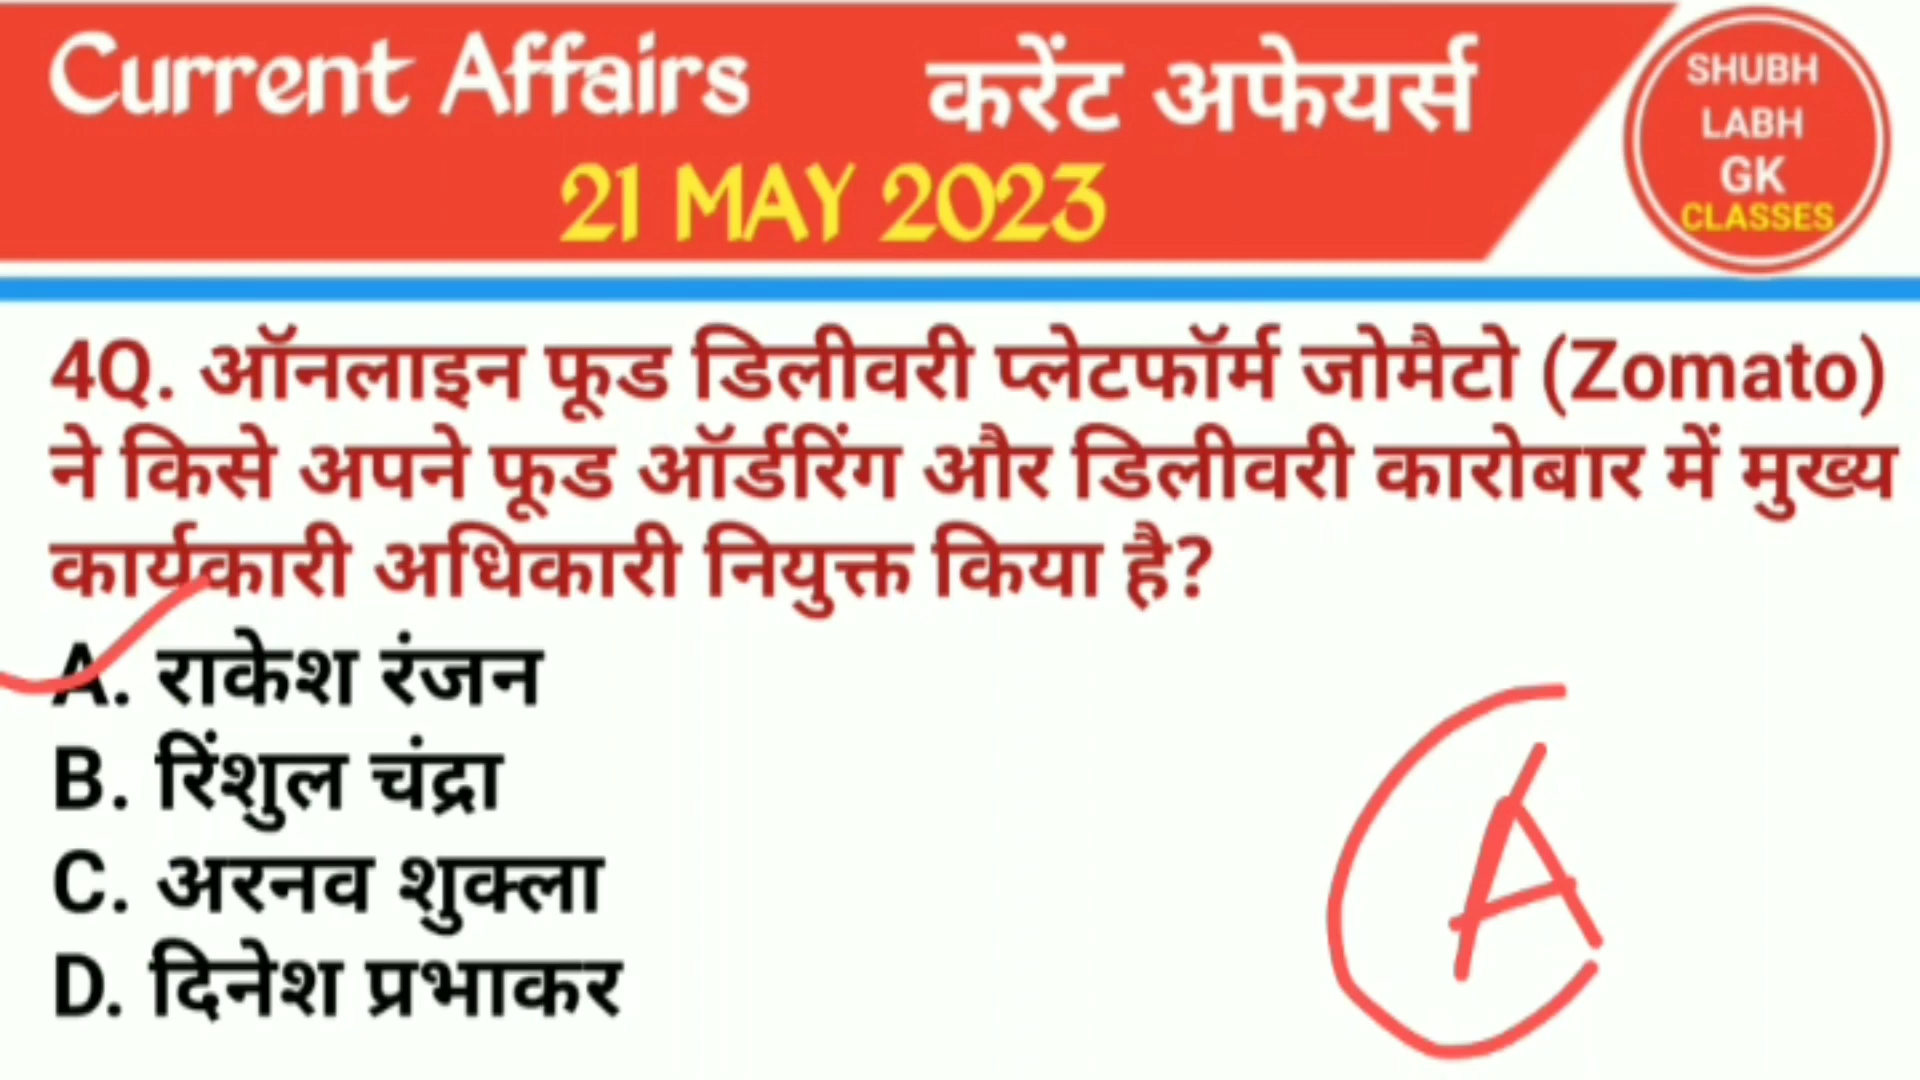 Current Affairs करेंट अफेयर्स
21 MAY 2023
SHUBH
LABH
GK
CLASSES
4Q. ऑनलाइन फूड डिलीवरी प्लेटफॉर्म जोमैटो (Zomato)
ने किसे अपने फूड ऑर्डरिंग और डिलीवरी कारोबार में मुख्य
कार्यकारी अधिकारी नियुक्त किया है?
A. राकेश रंजन
B. रिंशुल चंद्रा
C. अरनव शुक्ला
D. दिनेश प्रभाकर
A